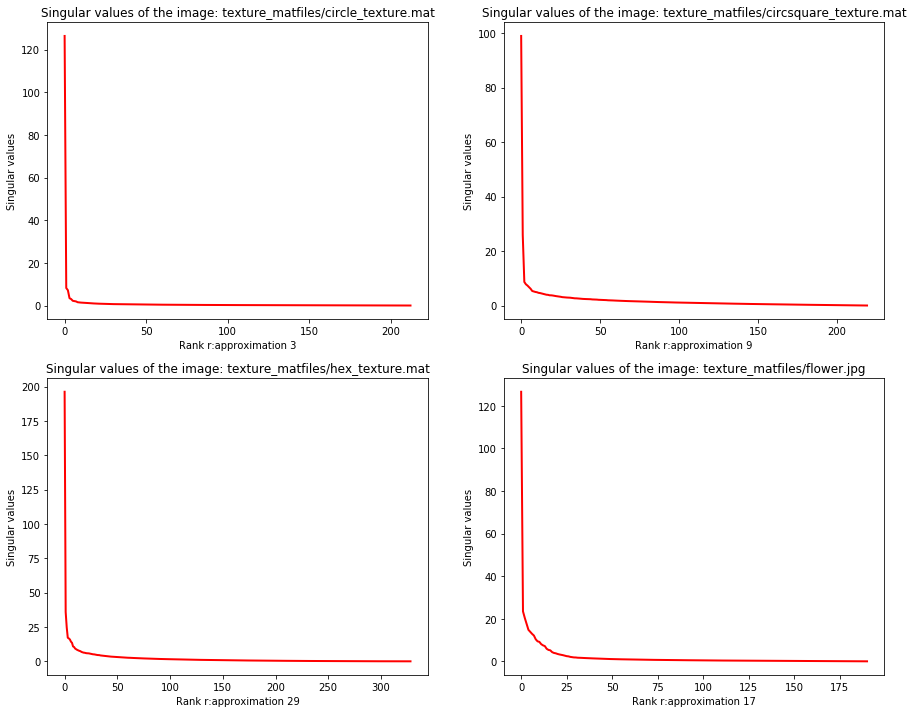 Singular values of the image: texture_matfiles/circle_texture.mat
120
100
80
60
40
20
0
Singular values
0 50 100 150 200
Rank r:approximation 3
Singular values of the image: texture_matfiles/circsquare_texture.mat
100
80
60
40
20
0
Singular values
0 50 100 150 200
Rank r:approximation 9
Singular values of the image: texture_matfiles/hex_texture.mat
200
175
150
125
100
75
50
25
0
Singular values
0 50 100 150 200 250 300
Rank r:approximation 29
Singular values of the image: texture_matfiles/flower.jpg
120
100
80
60
40
20
0
Singular values
0 25 50 75 100 125 150 175
Rank r:approximation 17